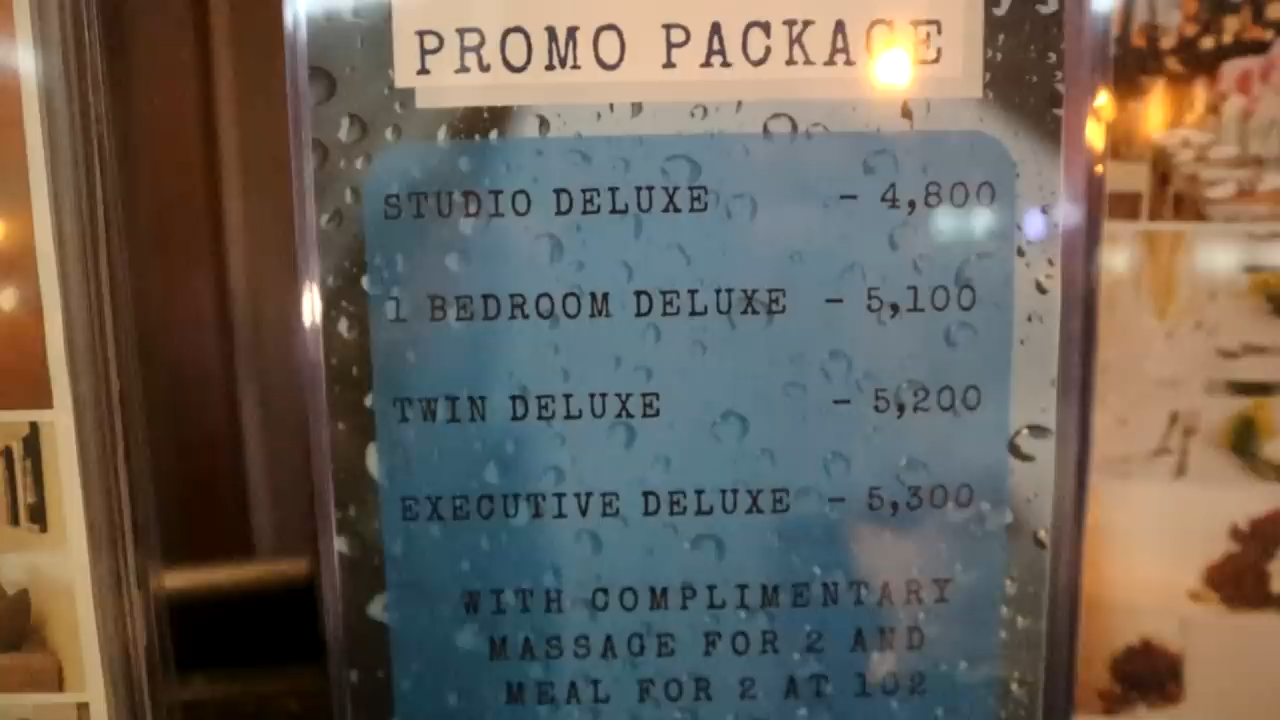 PROMO PACKAGE
STUDIO DELUXE - 4,800
1 BEDROOM DELUXE - 5,100
TWIN DELUXE - 5,200
EXECUTIVE DELUXE - 5,300
WITH COMPLIMENTARY
MASSAGE FOR 2 AND
MEAL FOR 2 AT 102